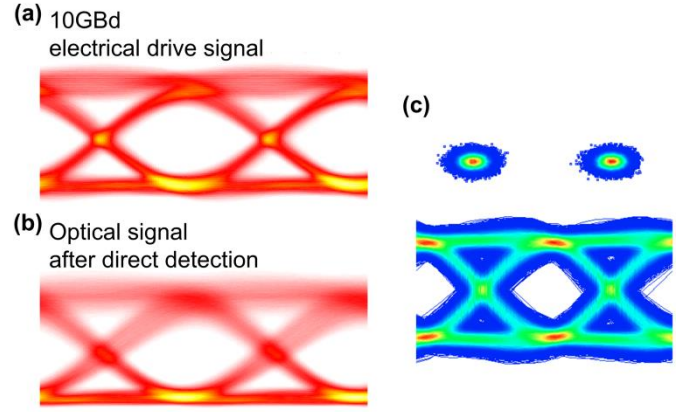 (a) 10GBd
electrical drive signal
(b) Optical signal
after direct detection
(c)